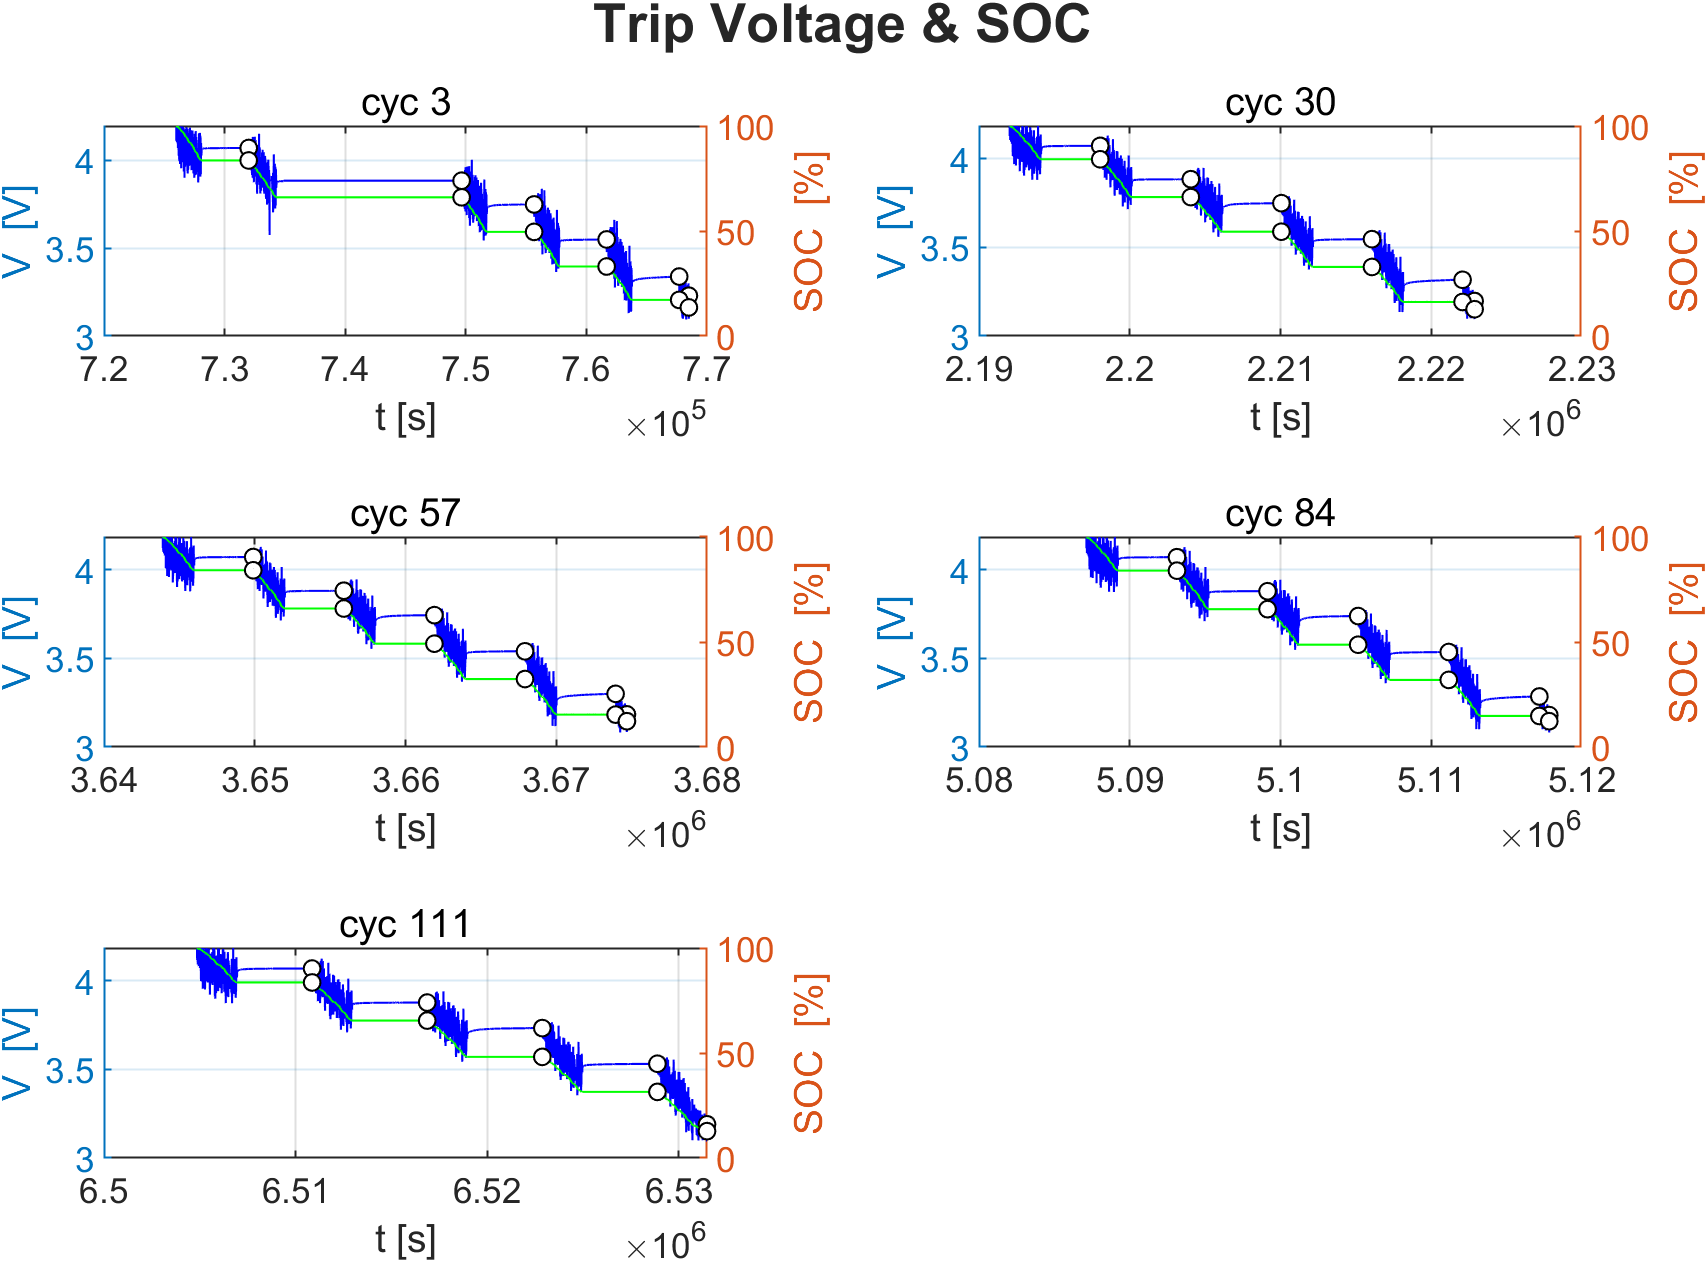 Trip Voltage & SOC
cyc 3
4
3.5
3
V [V]
100
50
0
SOC [%]
7.2 7.3 7.4 7.5 7.6 7.7
t [s]
×10^5
cyc 30
4
3.5
3
V [V]
100
50
0
SOC [%]
2.19 2.2 2.21 2.22 2.23
t [s]
×10^6
cyc 57
4
3.5
3
V [V]
100
50
0
SOC [%]
3.64 3.65 3.66 3.67 3.68
t [s]
×10^6
cyc 84
4
3.5
3
V [V]
100
50
0
SOC [%]
5.08 5.09 5.1 5.11 5.12
t [s]
×10^6
cyc 111
4
3.5
3
V [V]
100
50
0
SOC [%]
6.5 6.51 6.52 6.53
t [s]
×10^6